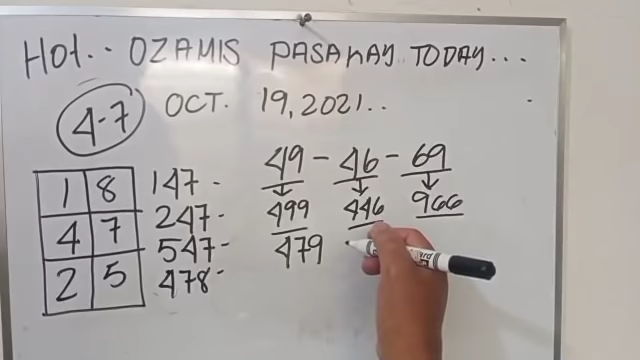 HOt.. OZAMIS PASAKAY TODAY...
4-7 OCT. 19, 2021..
49 - 46 - 69
1 8 147 -
499 446 966
4 7 247 -
547 -
479
2 5 478 -